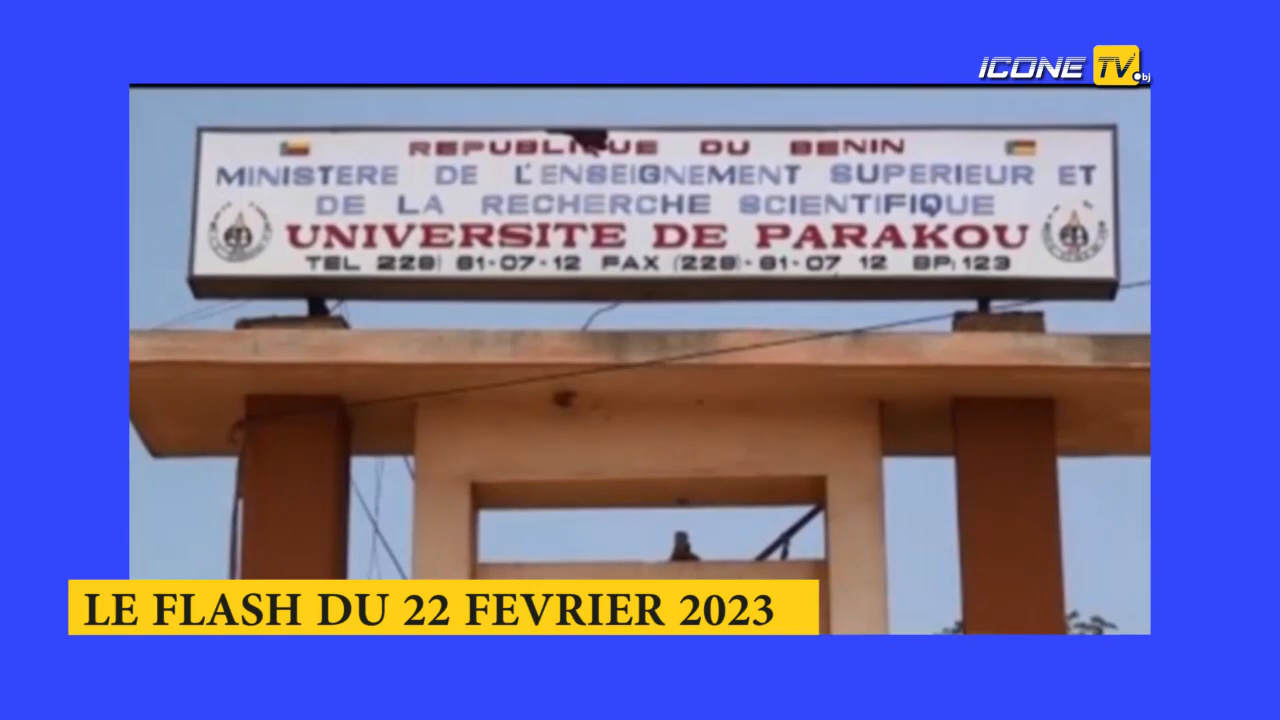 ICONE TV.bj
REPUBLIQUE DU BENIN
MINISTERE DE L'ENSEIGNEMENT SUPERIEUR ET
DE LA RECHERCHE SCIENTIFIQUE
UNIVERSITE DE PARAKOU
TEL (229) 61-07-12 FAX (229)-61-07 12 BP: 123
LE FLASH DU 22 FEVRIER 2023